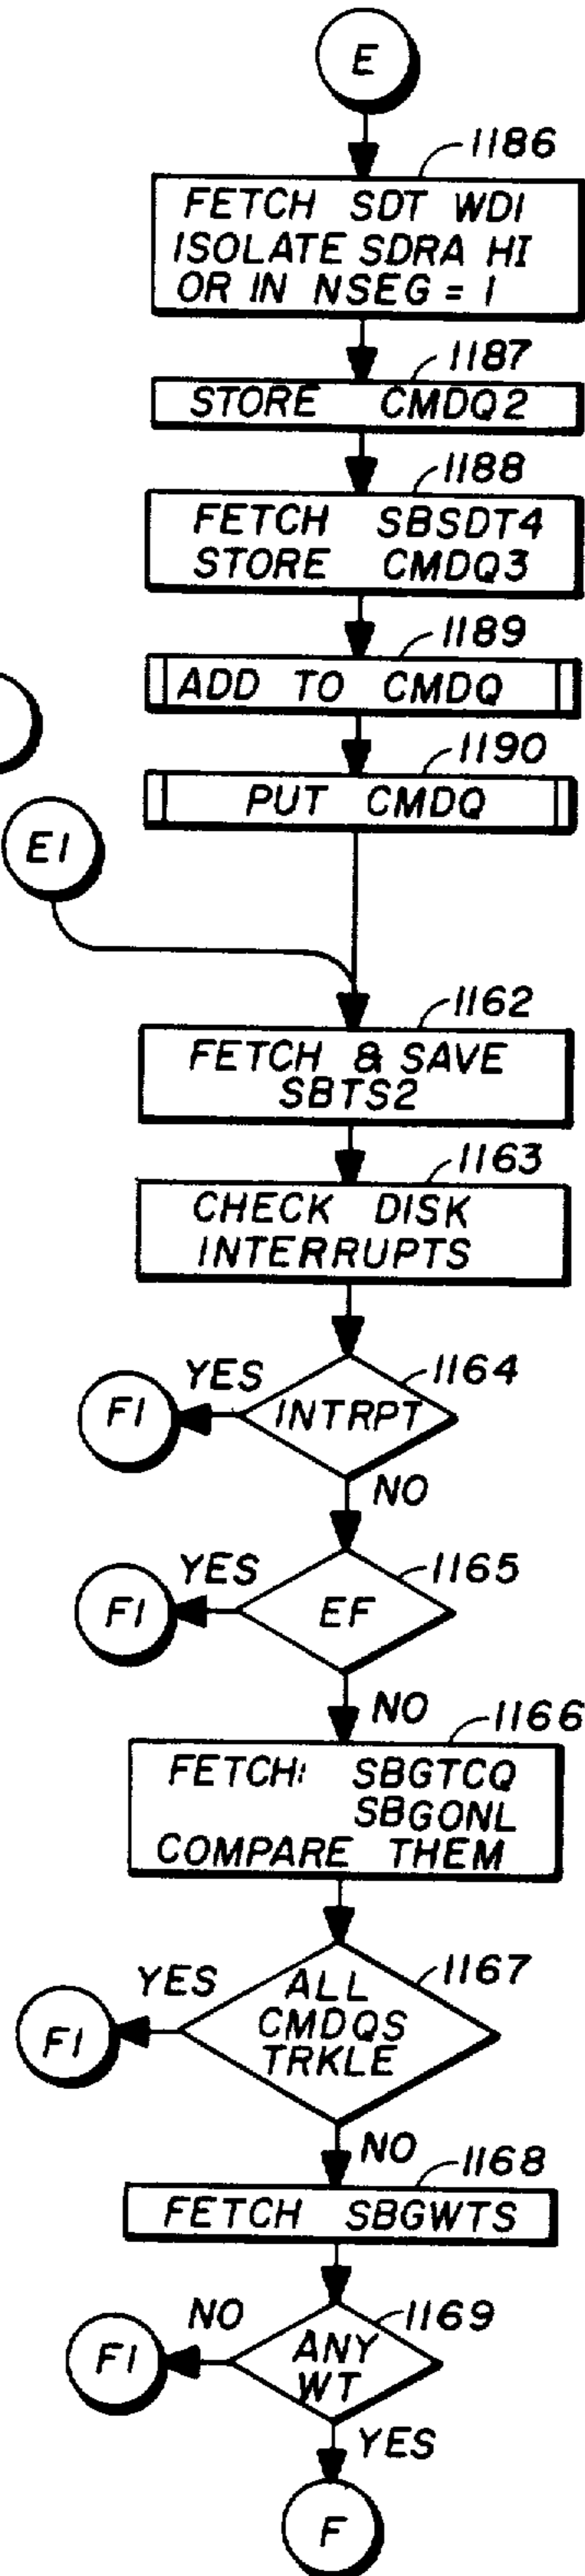 E
1186
FETCH SDT WD1
ISOLATE SDRA HI
OR IN NSEG = 1
1187
STORE CMDQ2
1188
FETCH SBSDT4
STORE CMDQ3
1189
ADD TO CMDQ
1190
PUT CMDQ
E1
1162
FETCH & SAVE
SBTS2
1163
CHECK DISK
INTERRUPTS
1164
YES
F1
INTRPT
NO
1165
YES
F1
EF
NO
1166
FETCH: SBGTCQ
SBGONL
COMPARE THEM
1167
YES
F1
ALL
CMDQS
TRKLE
NO
1168
FETCH SBGWTS
1169
NO
F1
ANY
WT
YES
F